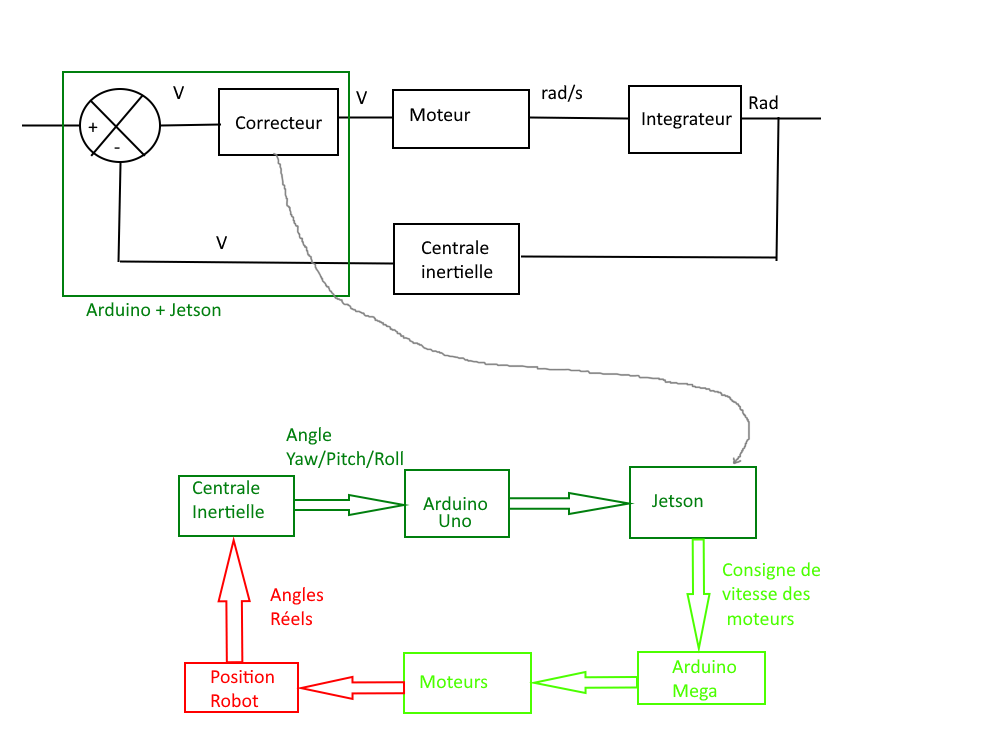 V
V
rad/s
Rad
+
-
Correcteur
Moteur
Integrateur
V
Centrale
inertielle
Arduino + Jetson
Angle
Yaw/Pitch/Roll
Centrale
Inertielle
Arduino
Uno
Jetson
Angles
Réels
Consigne de
vitesse des
moteurs
Position
Robot
Moteurs
Arduino
Mega